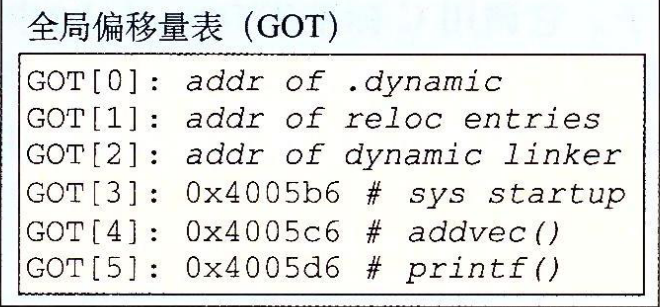 全局偏移量表（GOT）
GOT[0]: addr of .dynamic
GOT[1]: addr of reloc entries
GOT[2]: addr of dynamic linker
GOT[3]: 0x4005b6 # sys startup
GOT[4]: 0x4005c6 # addvec()
GOT[5]: 0x4005d6 # printf()